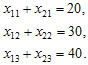 x₁₁ + x₂₁ = 20,
x₁₂ + x₂₂ = 30,
x₁₃ + x₂₃ = 40.